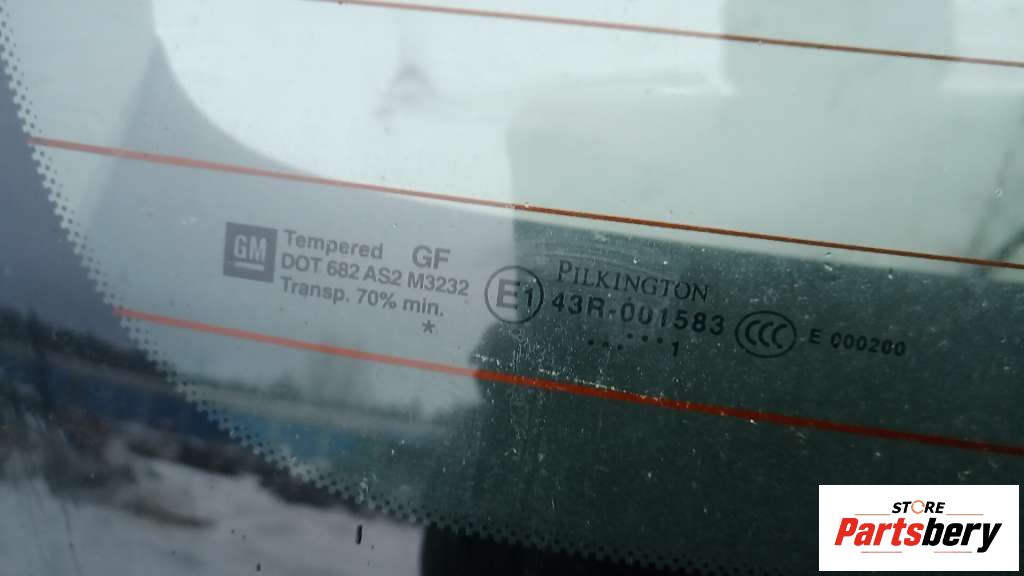 GM
Tempered GF
DOT 682 AS2 M3232
Transp. 70% min.
*
E1
PILKINGTON
43R-001583
......•••1
CCC
E 000200
STORE
Partsbery